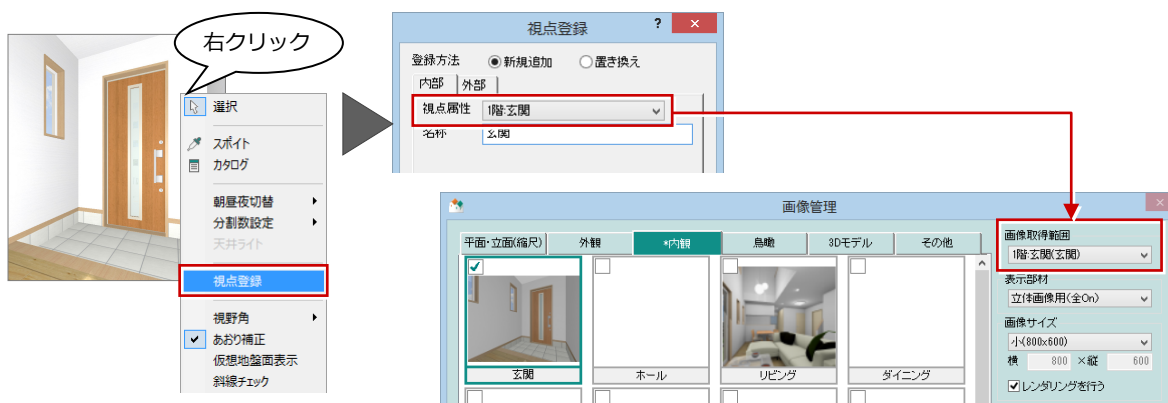 右クリック
選択
スポイト
カタログ
朝昼夜切替
分割数設定
天井ライト
視点登録
視野角
あおり補正
仮想地盤面表示
斜線チェック
視点登録
?
×
登録方法 新規追加 置き換え
内部 外部
視点属性 1階:玄関
名称 玄関
画像管理
×
平面・立面(縮尺) 外観 *内観 鳥瞰 3Dモデル その他
玄関 ホール リビング ダイニング
画像取得範囲
1階:玄関(玄関)
表示部材
立体画像用(全On)
画像サイズ
小(800x600)
横 800 ×縦 600
レンダリングを行う